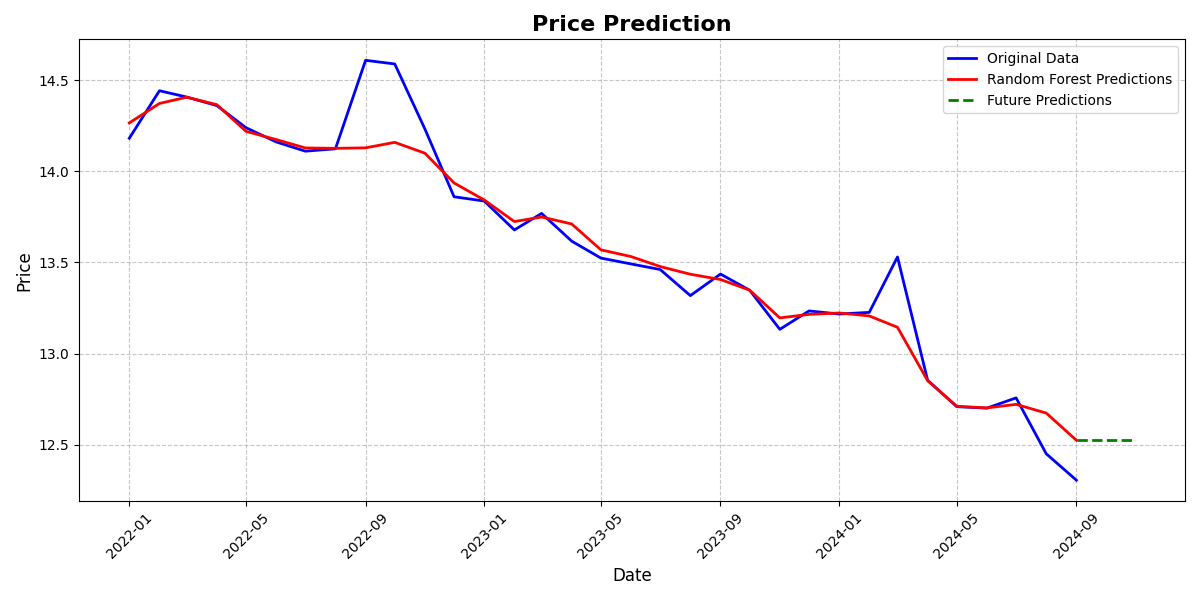 Price Prediction
Original Data
Random Forest Predictions
Future Predictions
Price
14.5
14.0
13.5
13.0
12.5
2022-01
2022-05
2022-09
2023-01
2023-05
2023-09
2024-01
2024-05
2024-09
Date